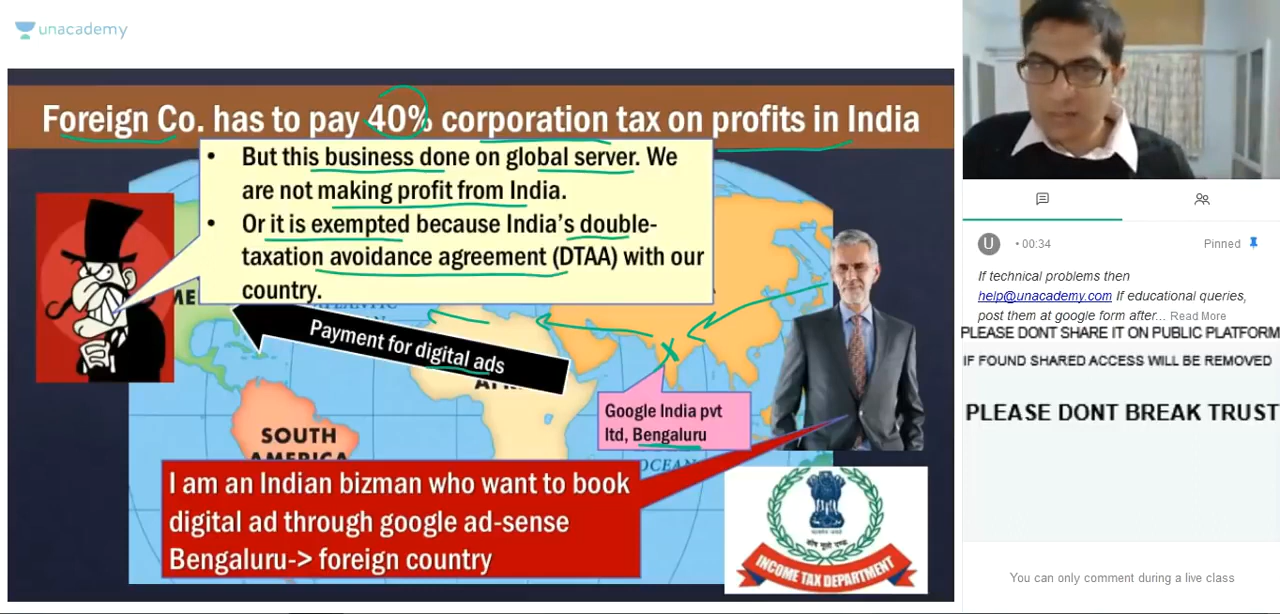 unacademy
Foreign Co. has to pay 40% corporation tax on profits in India
• But this business done on global server. We
are not making profit from India.
• Or it is exempted because India's double-
taxation avoidance agreement (DTAA) with our
country.
Payment for digital ads
Google India pvt
ltd, Bengaluru
SOUTH
OCEAN
I am an Indian bizman who want to book
digital ad through google ad-sense
Bengaluru-> foreign country
INCOME TAX DEPARTMENT
U • 00:34 Pinned
If technical problems then
help@unacademy.com If educational queries,
post them at google form after... Read More
PLEASE DONT SHARE IT ON PUBLIC PLATFORM
IF FOUND SHARED ACCESS WILL BE REMOVED
PLEASE DONT BREAK TRUST
You can only comment during a live class